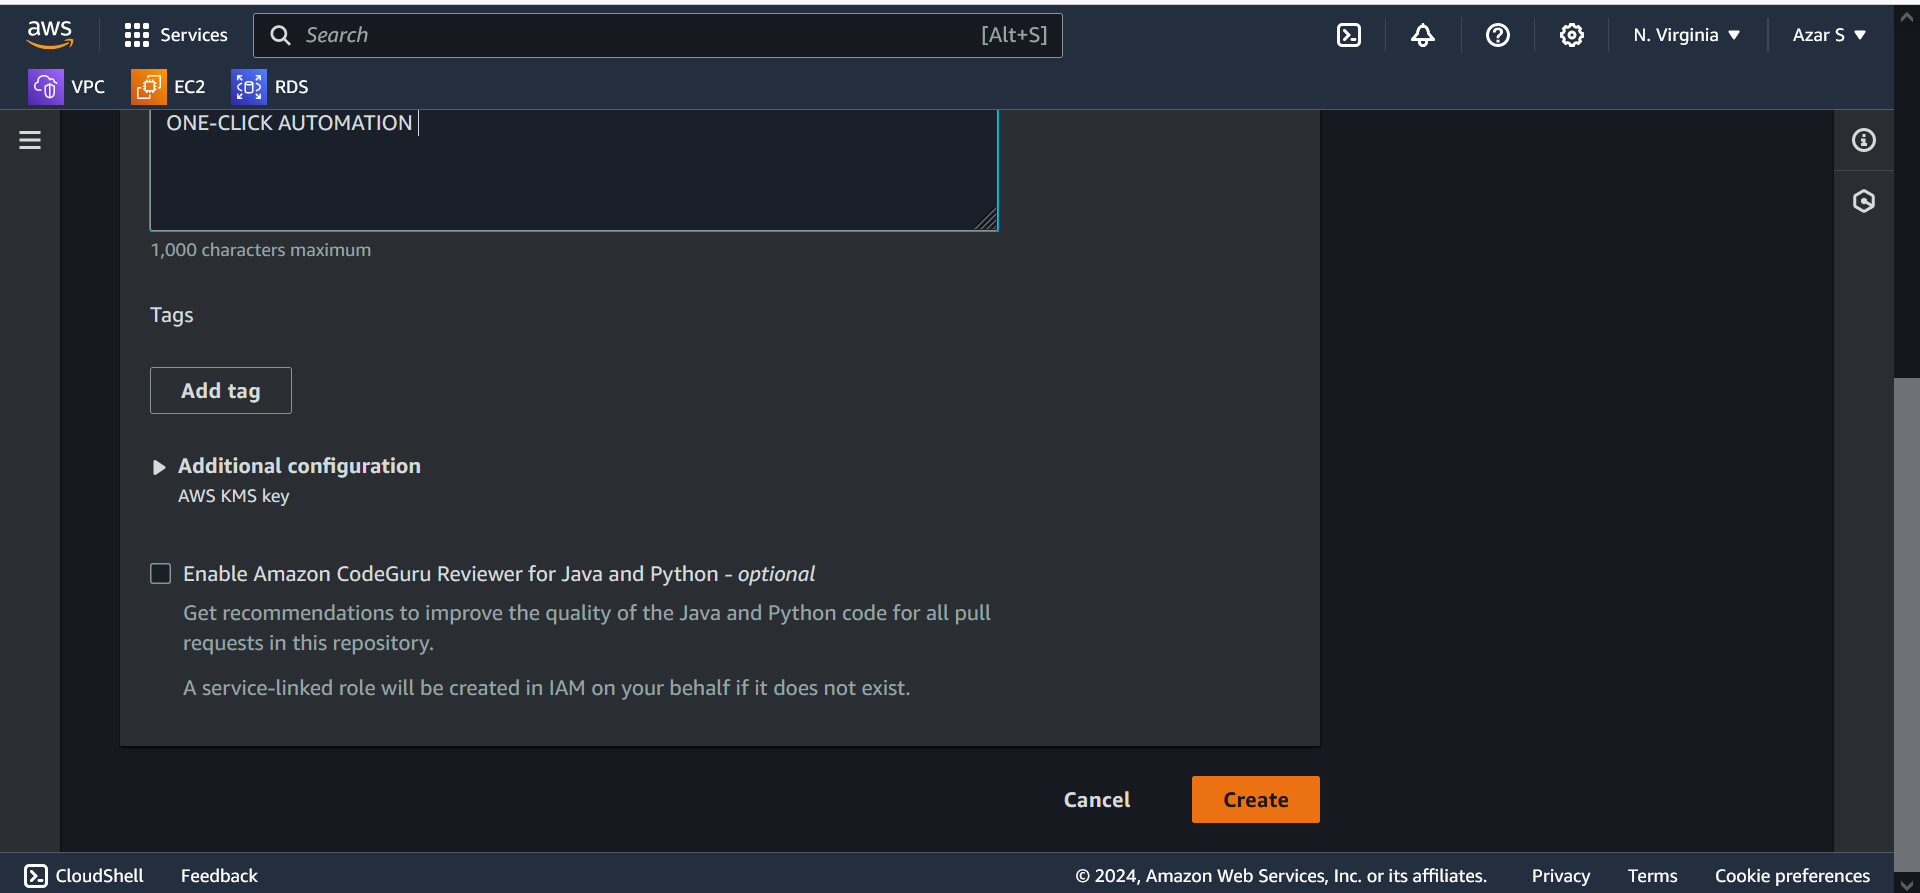 aws
Services
Search
[Alt+S]
N. Virginia
Azar S
VPC
EC2
RDS
ONE-CLICK AUTOMATION
1,000 characters maximum
Tags
Add tag
Additional configuration
AWS KMS key
Enable Amazon CodeGuru Reviewer for Java and Python - optional
Get recommendations to improve the quality of the Java and Python code for all pull
requests in this repository.
A service-linked role will be created in IAM on your behalf if it does not exist.
Cancel
Create
CloudShell
Feedback
© 2024, Amazon Web Services, Inc. or its affiliates.
Privacy
Terms
Cookie preferences